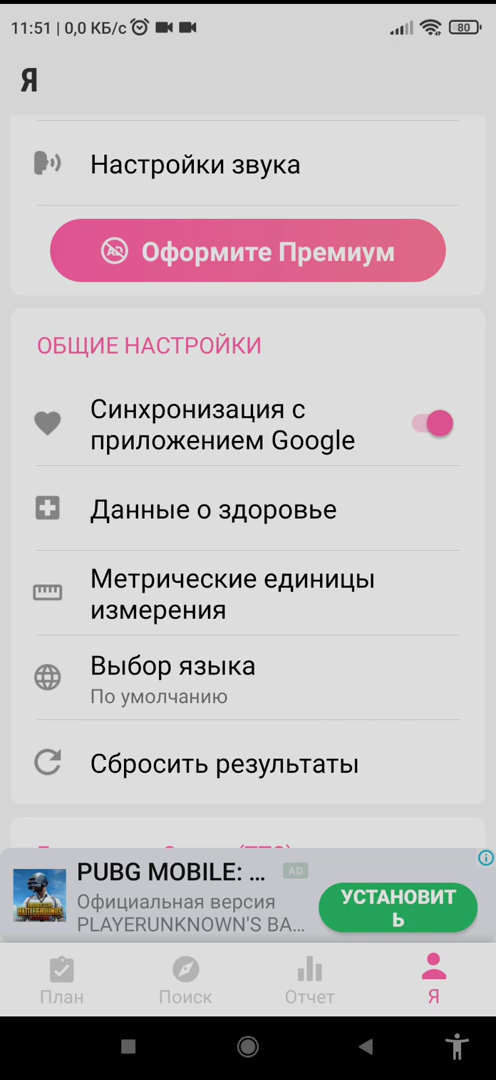 11:51 | 0,0 КБ/с
80
Я
Настройки звука
AD Оформите Премиум
ОБЩИЕ НАСТРОЙКИ
Синхронизация с
приложением Google
Данные о здоровье
Метрические единицы
измерения
Выбор языка
По умолчанию
Сбросить результаты
PUBG MOBILE: ... AD
Официальная версия
PLAYERUNKNOWN'S BA...
УСТАНОВИТ
Ь
План
Поиск
Отчет
Я